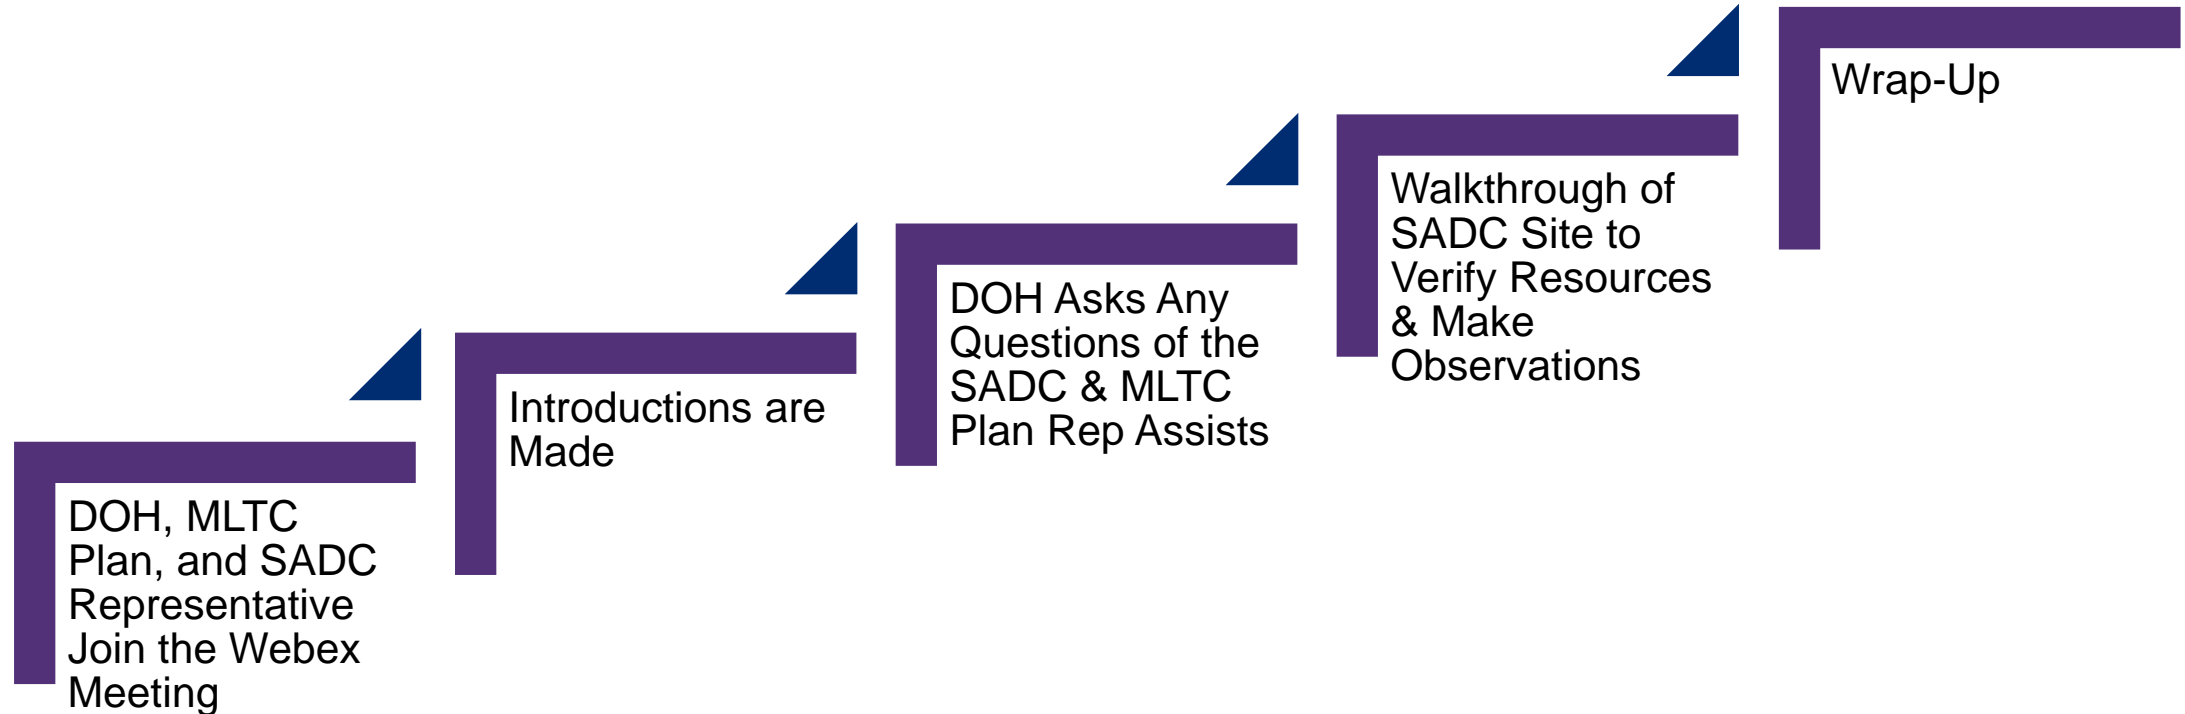 DOH, MLTC
Plan, and SADC
Representative
Join the Webex
Meeting
Introductions are
Made
DOH Asks Any
Questions of the
SADC & MLTC
Plan Rep Assists
Walkthrough of
SADC Site to
Verify Resources
& Make
Observations
Wrap-Up